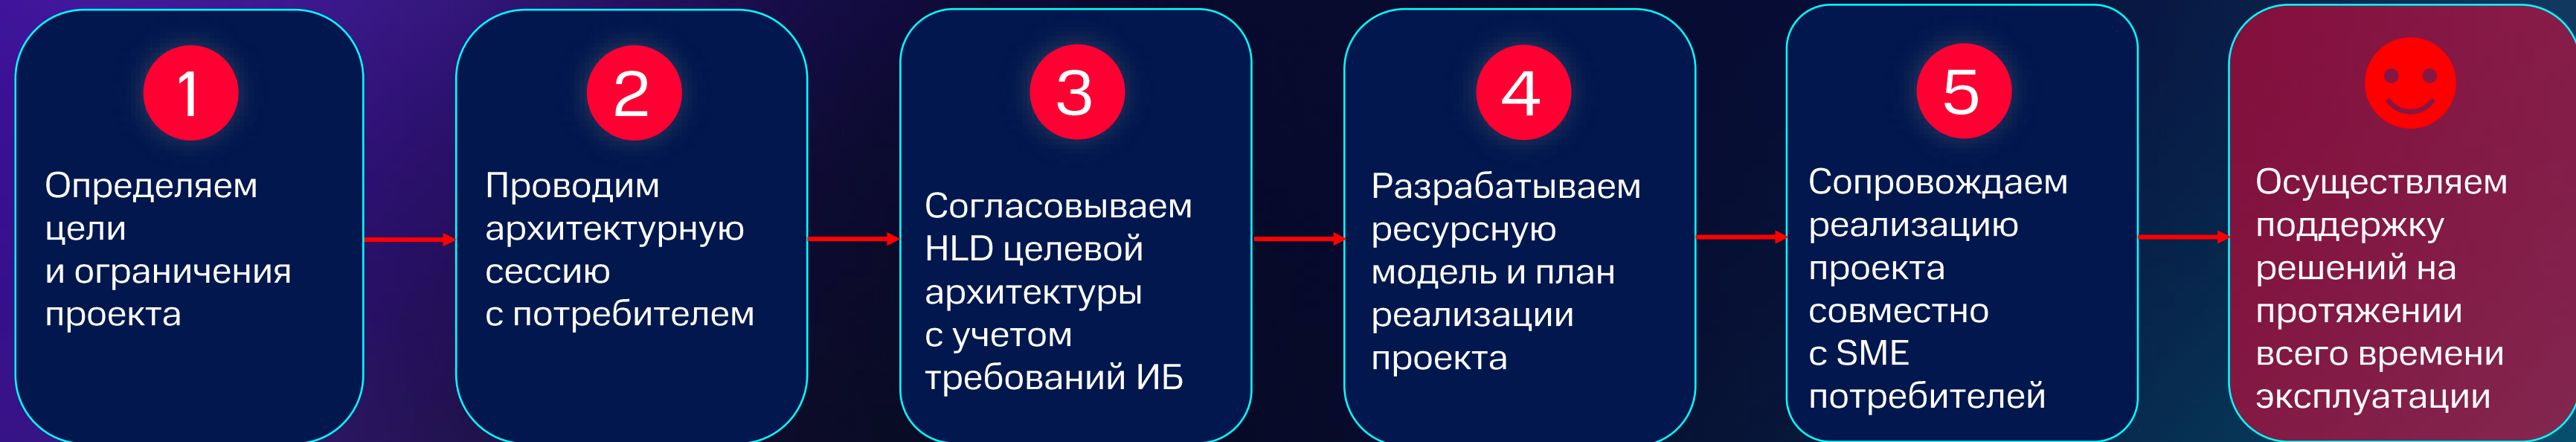 1
Определяем
цели
и ограничения
проекта
2
Проводим
архитектурную
сессию
с потребителем
3
Согласовываем
HLD целевой
архитектуры
с учетом
требований ИБ
4
Разрабатываем
ресурсную
модель и план
реализации
проекта
5
Сопровождаем
реализацию
проекта
совместно
с SME
потребителей
Осуществляем
поддержку
решений на
протяжении
всего времени
эксплуатации